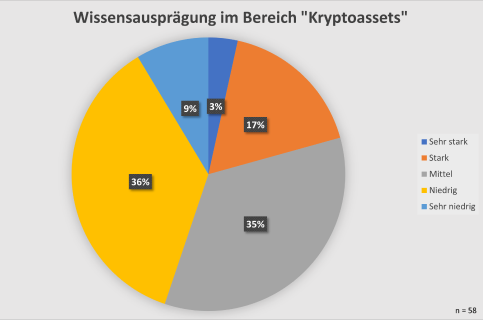 Wissensausprägung im Bereich "Kryptoassets"
9%
3%
17%
36%
35%
Sehr stark
Stark
Mittel
Niedrig
Sehr niedrig
n = 58